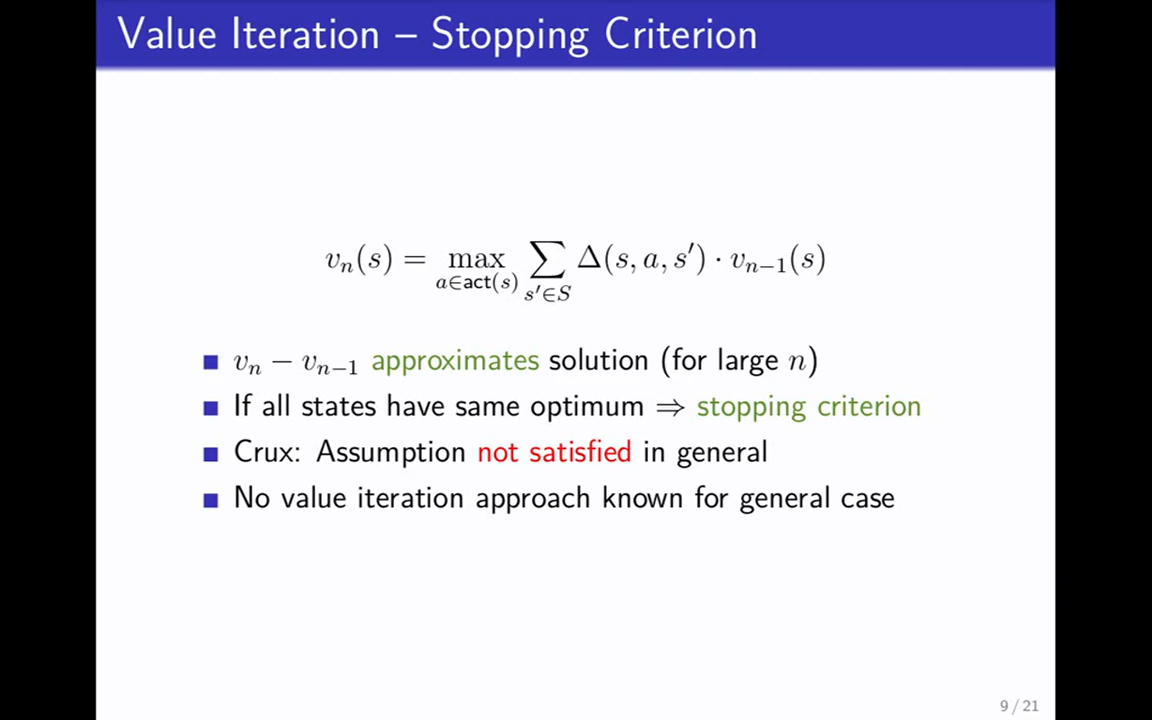 Value Iteration – Stopping Criterion
vₙ(s) = max_{a∈act(s)} ∑_{s′∈S} Δ(s, a, s′) · vₙ₋₁(s)
■ vₙ − vₙ₋₁ approximates solution (for large n)
■ If all states have same optimum ⇒ stopping criterion
■ Crux: Assumption not satisfied in general
■ No value iteration approach known for general case
9 / 21